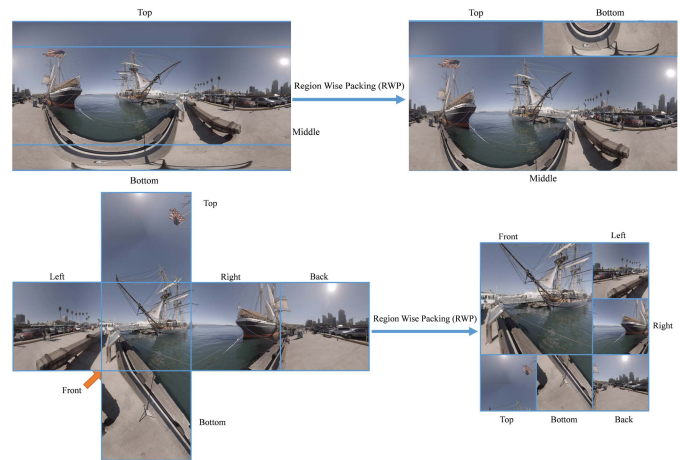 Top
Top
Bottom
Region Wise Packing (RWP)
Middle
Bottom
Middle
Top
Front
Left
Left
Right
Back
Region Wise Packing (RWP)
Right
Front
Bottom
Top
Bottom
Back